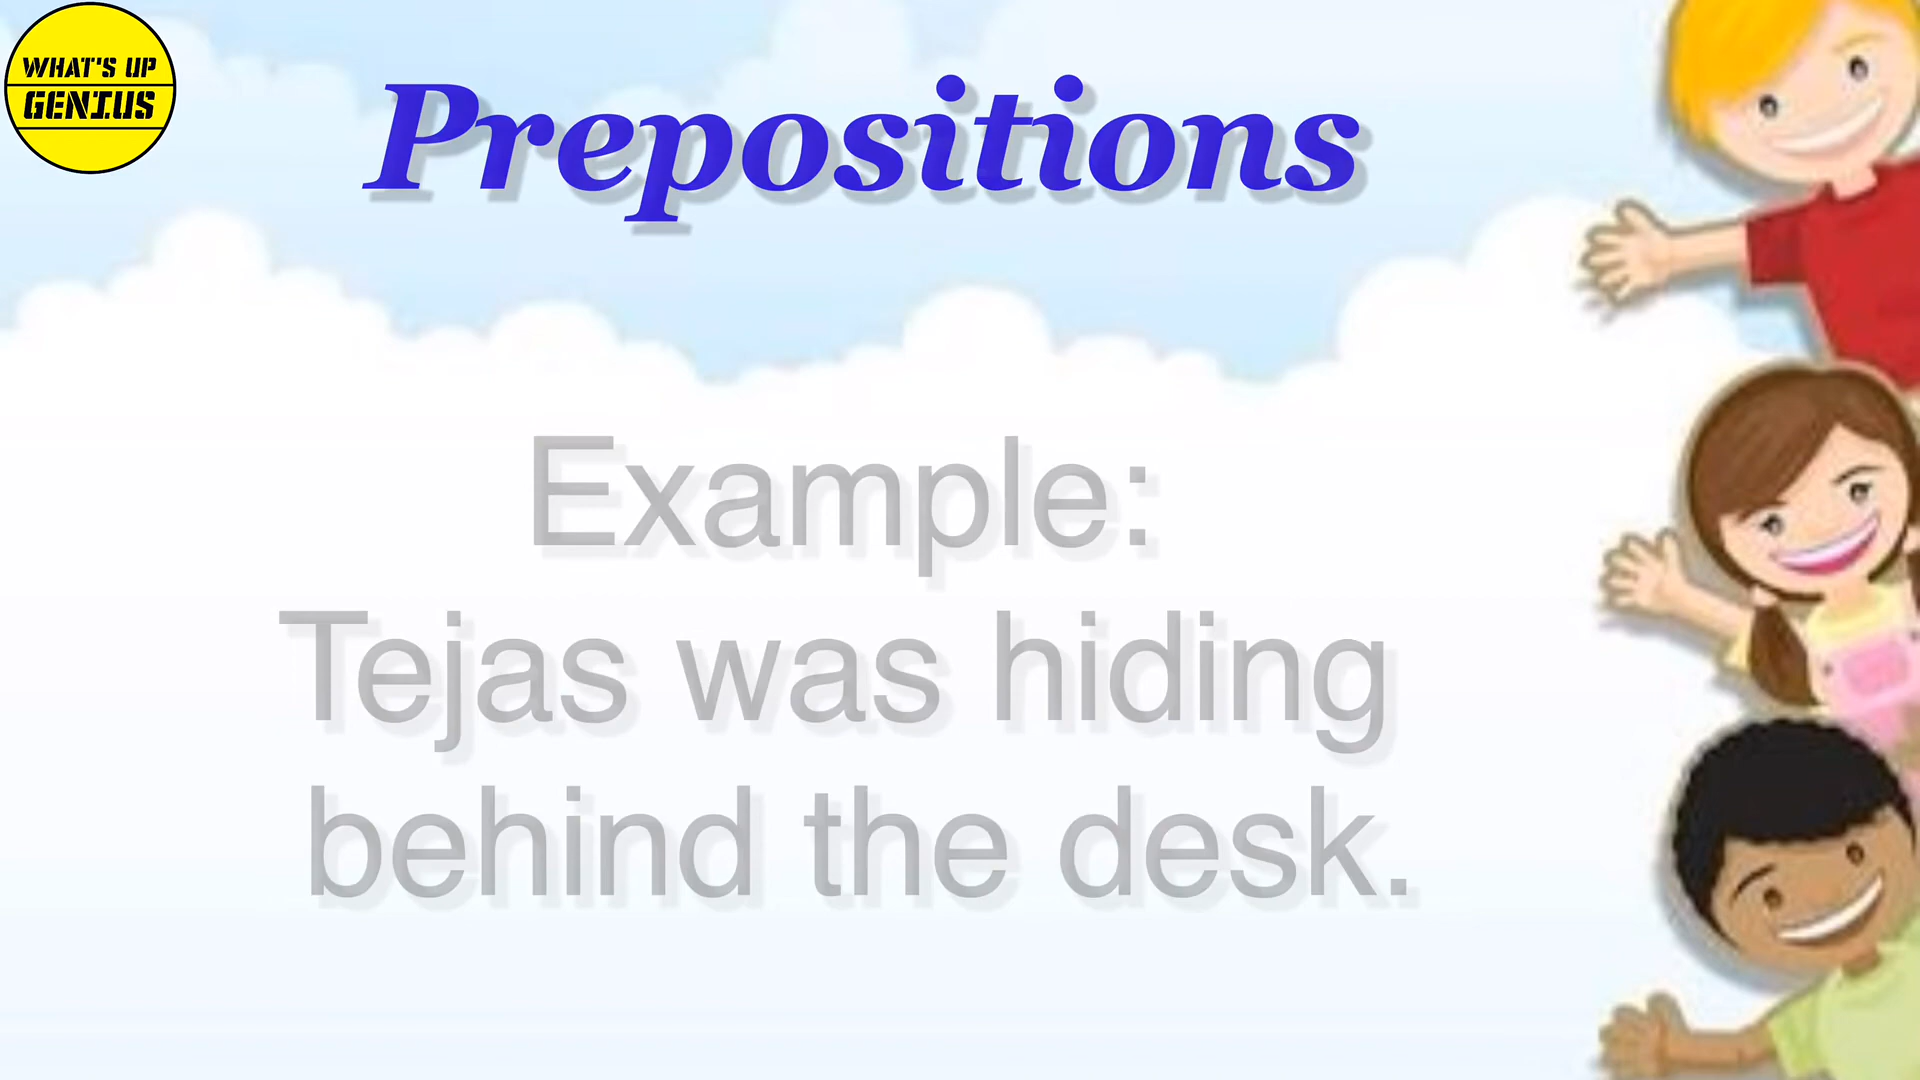 WHAT'S UP
GENIUS
Prepositions
Example:
Tejas was hiding
behind the desk.